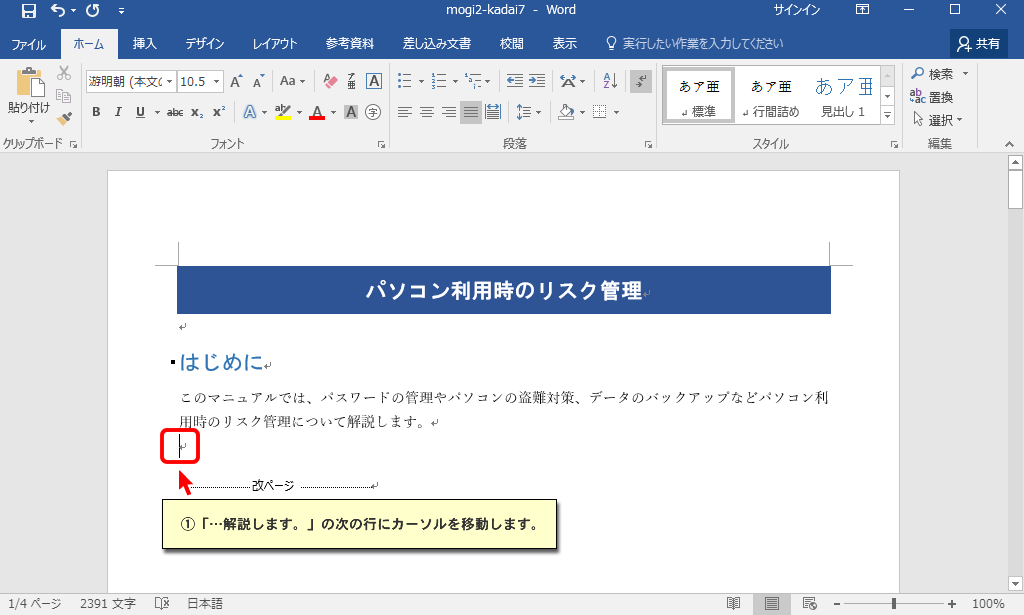 mogi2-kadai7 - Word
サインイン
ファイル ホーム 挿入 デザイン レイアウト 参考資料 差し込み文書 校閲 表示 実行したい作業を入力してください 共有
貼り付け
游明朝 (本文の 10.5 A A Aa A
B I U abc x₂ x² A A A 字
クリップボード フォント 段落 スタイル 編集
あア亜 あア亜 あア亜
↲ 標準 ↲ 行間詰め 見出し 1
検索
置換
選択
パソコン利用時のリスク管理↲
↲
はじめに↲
このマニュアルでは、パスワードの管理やパソコンの盗難対策、データのバックアップなどパソコン利
用時のリスク管理について解説します。↲
↲
改ページ↲
①「…解説します。」の次の行にカーソルを移動します。
1/4 ページ 2391 文字 日本語 100%